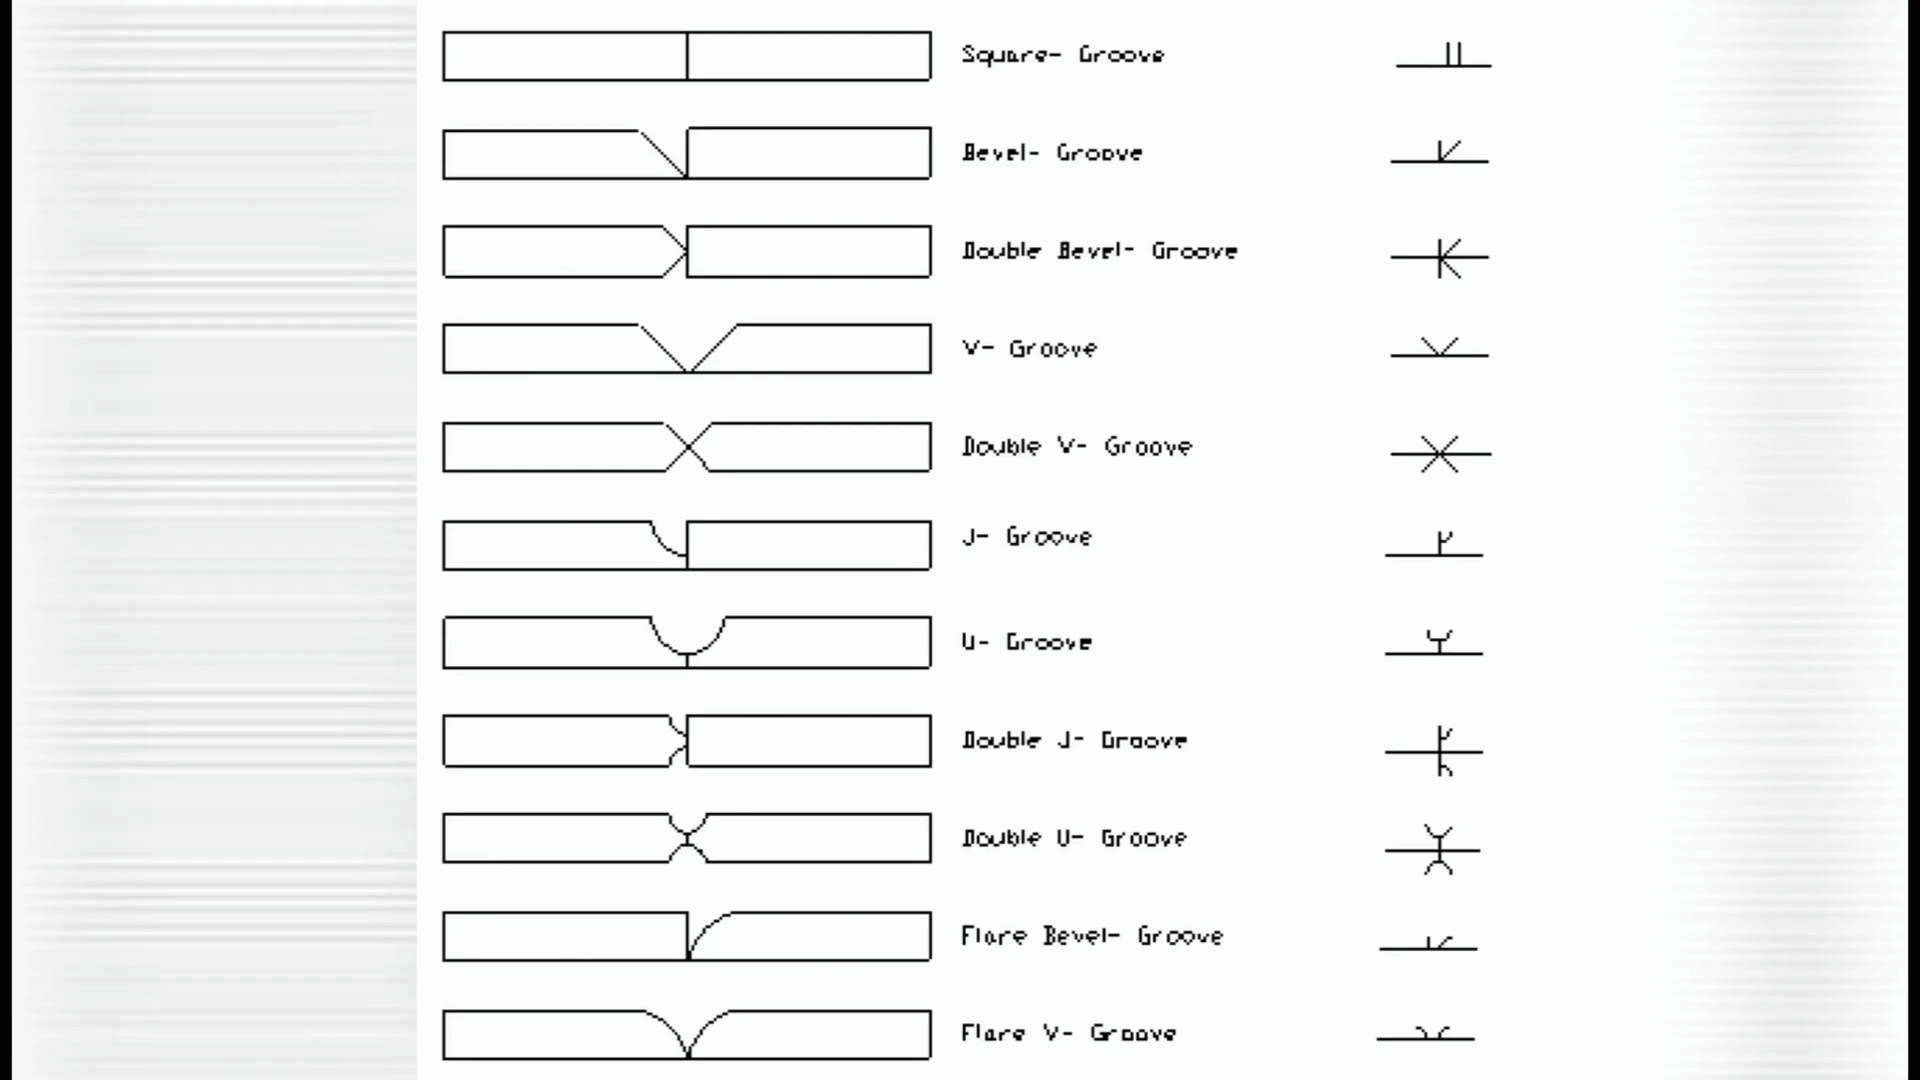 Square- Groove
Bevel- Groove
Double Bevel- Groove
V- Groove
Double V- Groove
J- Groove
U- Groove
Double J- Groove
Double U- Groove
Flare Bevel- Groove
Flare V- Groove